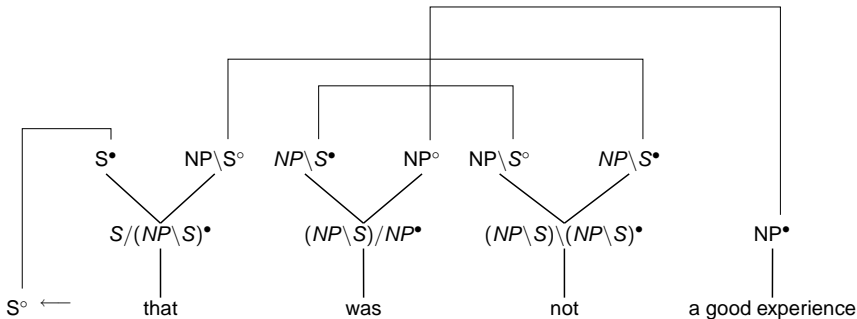 S• NP\S◦ NP\S• NP◦ NP\S◦ NP\S•
S/(NP\S)• (NP\S)/NP• (NP\S)\(NP\S)• NP•
S◦ ⟵ that was not a good experience